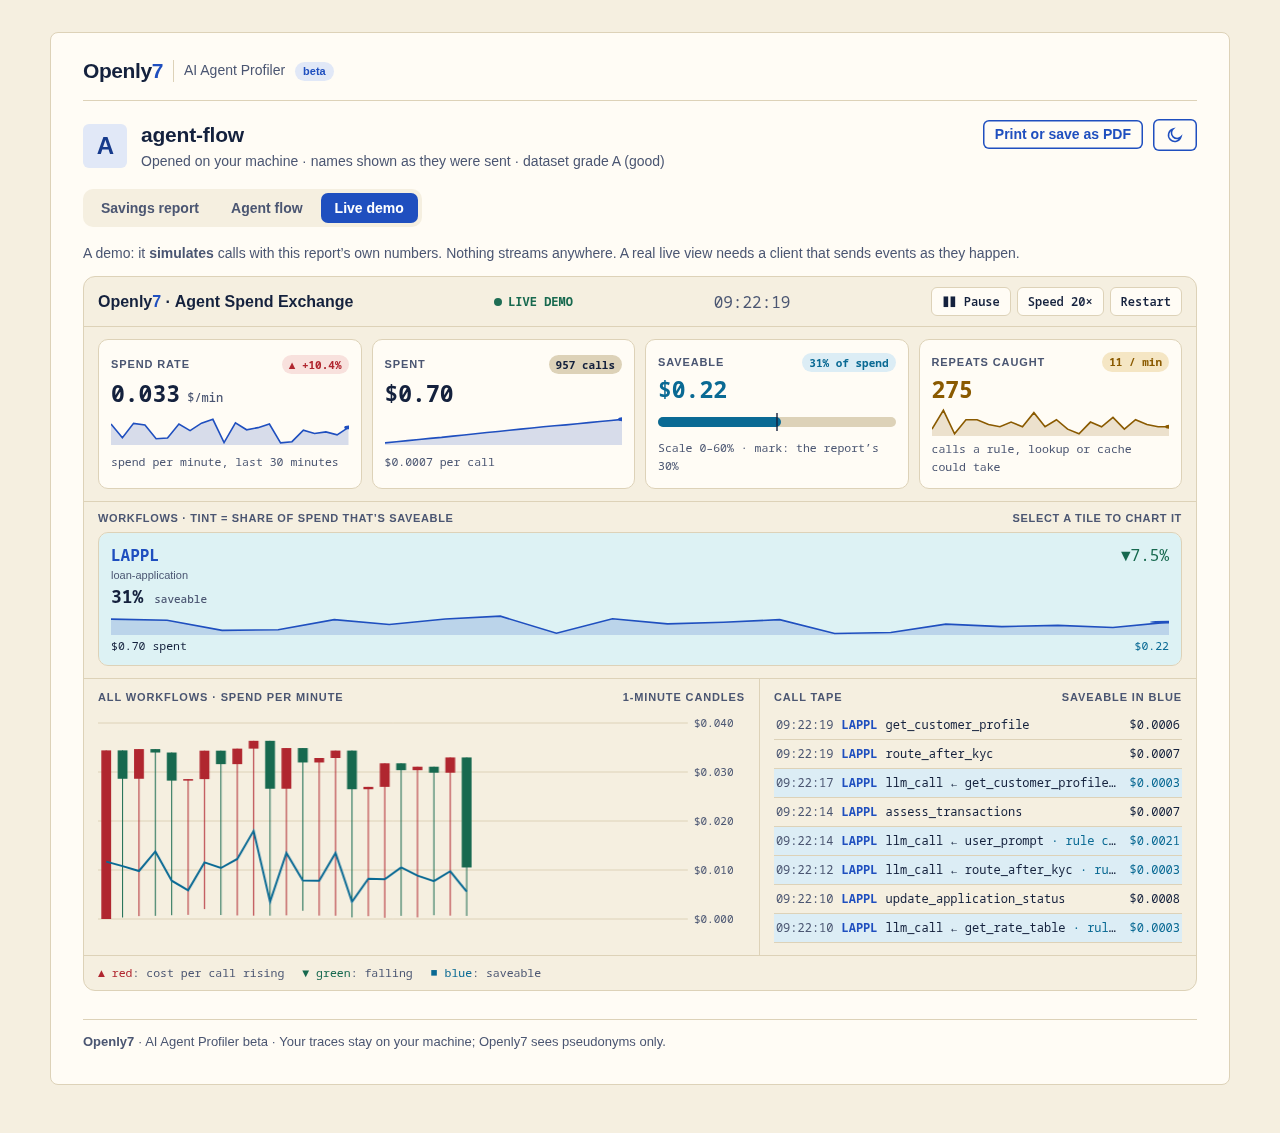 Openly7 AI Agent Profiler beta
A agent-flow
Opened on your machine · names shown as they were sent · dataset grade A (good)
Print or save as PDF
Savings report Agent flow Live demo
A demo: it simulates calls with this report's own numbers. Nothing streams anywhere. A real live view needs a client that sends events as they happen.
Openly7 · Agent Spend Exchange ● LIVE DEMO 09:22:19 Pause Speed 20× Restart
SPEND RATE ▲ +10.4%
0.033 $/min
spend per minute, last 30 minutes
SPENT 957 calls
$0.70
$0.0007 per call
SAVEABLE 31% of spend
$0.22
Scale 0–60% · mark: the report's
30%
REPEATS CAUGHT 11 / min
275
calls a rule, lookup or cache
could take
WORKFLOWS · TINT = SHARE OF SPEND THAT'S SAVEABLE SELECT A TILE TO CHART IT
LAPPL ▼7.5%
loan-application
31% saveable
$0.70 spent $0.22
ALL WORKFLOWS · SPEND PER MINUTE 1-MINUTE CANDLES
$0.040
$0.030
$0.020
$0.010
$0.000
CALL TAPE SAVEABLE IN BLUE
09:22:19 LAPPL get_customer_profile $0.0006
09:22:19 LAPPL route_after_kyc $0.0007
09:22:17 LAPPL llm_call ← get_customer_profile… $0.0003
09:22:14 LAPPL assess_transactions $0.0007
09:22:14 LAPPL llm_call ← user_prompt · rule c… $0.0021
09:22:12 LAPPL llm_call ← route_after_kyc · ru… $0.0003
09:22:10 LAPPL update_application_status $0.0008
09:22:10 LAPPL llm_call ← get_rate_table · rul… $0.0003
▲ red: cost per call rising ▼ green: falling ■ blue: saveable
Openly7 · AI Agent Profiler beta · Your traces stay on your machine; Openly7 sees pseudonyms only.